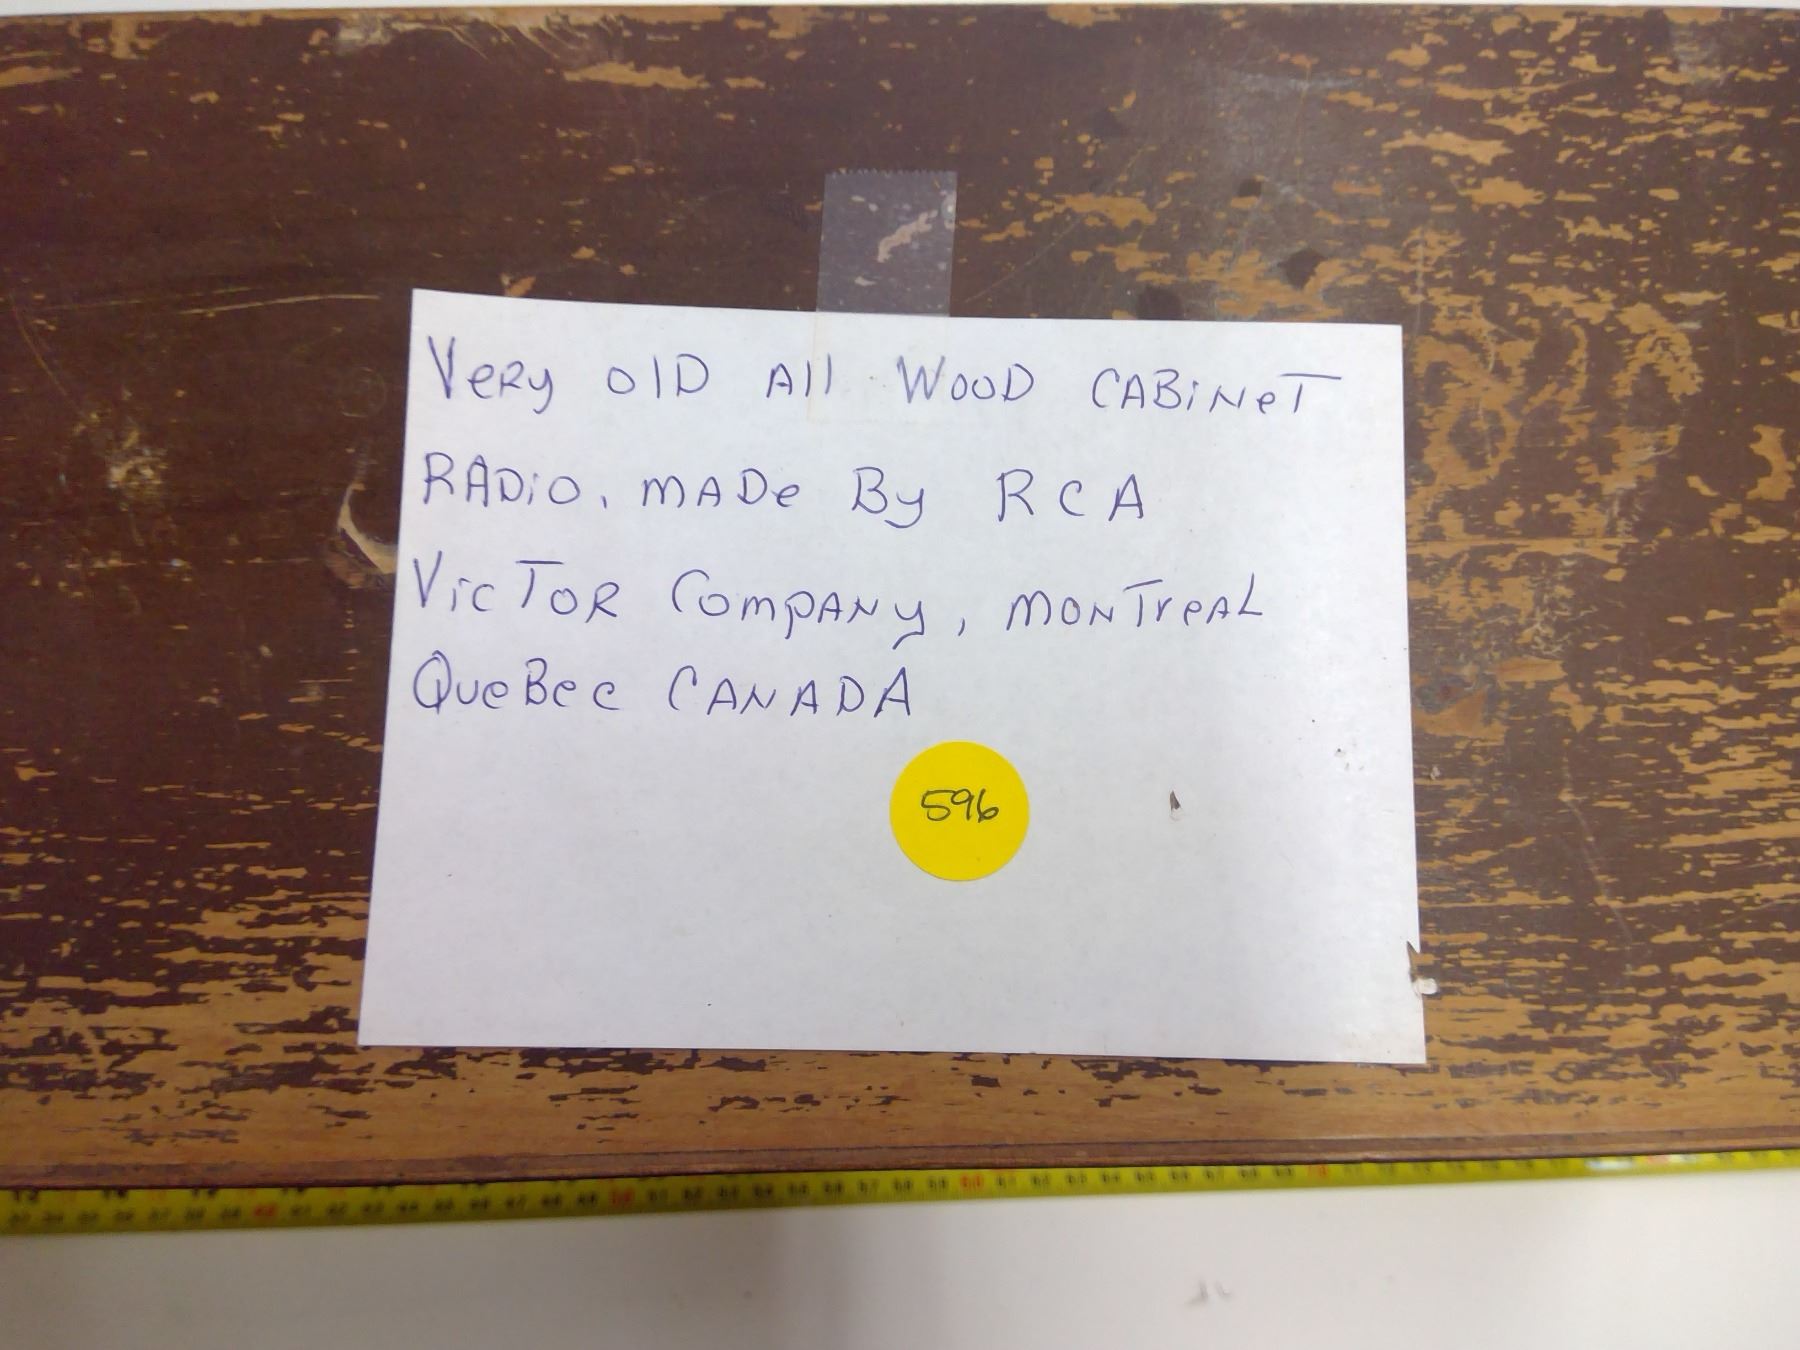 Very old All Wood CABiNeT
RADiO. mADe By RCA
VicTOR CompANy, mONTreAL
QueBec CANADA
596